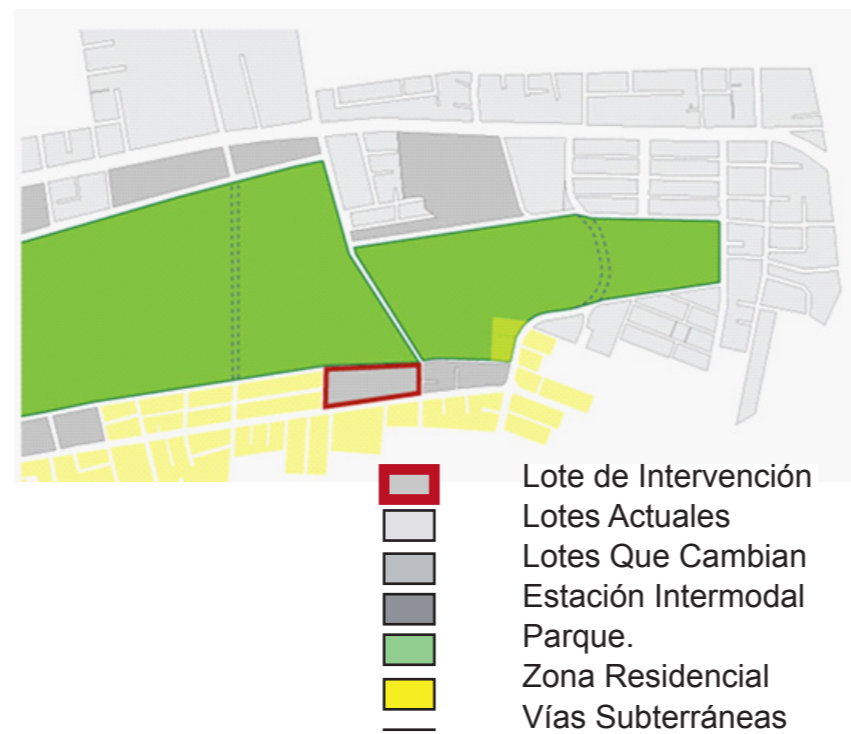 Lote de Intervención
Lotes Actuales
Lotes Que Cambian
Estación Intermodal
Parque.
Zona Residencial
Vías Subterráneas